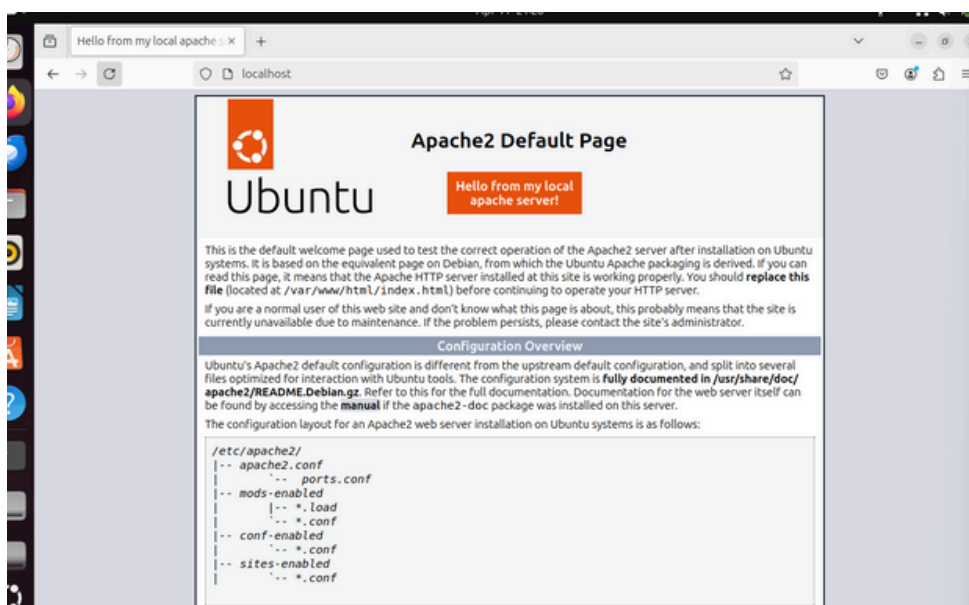 Hello from my local apache s
localhost
Apache2 Default Page
Ubuntu
Hello from my local
apache server!
This is the default welcome page used to test the correct operation of the Apache2 server after installation on Ubuntu
systems. It is based on the equivalent page on Debian, from which the Ubuntu Apache packaging is derived. If you can
read this page, it means that the Apache HTTP server installed at this site is working properly. You should replace this
file (located at /var/www/html/index.html) before continuing to operate your HTTP server.
If you are a normal user of this web site and don't know what this page is about, this probably means that the site is
currently unavailable due to maintenance. If the problem persists, please contact the site's administrator.
Configuration Overview
Ubuntu's Apache2 default configuration is different from the upstream default configuration, and split into several
files optimized for interaction with Ubuntu tools. The configuration system is fully documented in /usr/share/doc/
apache2/README.Debian.gz. Refer to this for the full documentation. Documentation for the web server itself can
be found by accessing the manual if the apache2-doc package was installed on this server.
The configuration layout for an Apache2 web server installation on Ubuntu systems is as follows:
/etc/apache2/
|-- apache2.conf
|       `-- ports.conf
|-- mods-enabled
|       |-- *.load
|       `-- *.conf
|-- conf-enabled
|       `-- *.conf
|-- sites-enabled
|       `-- *.conf